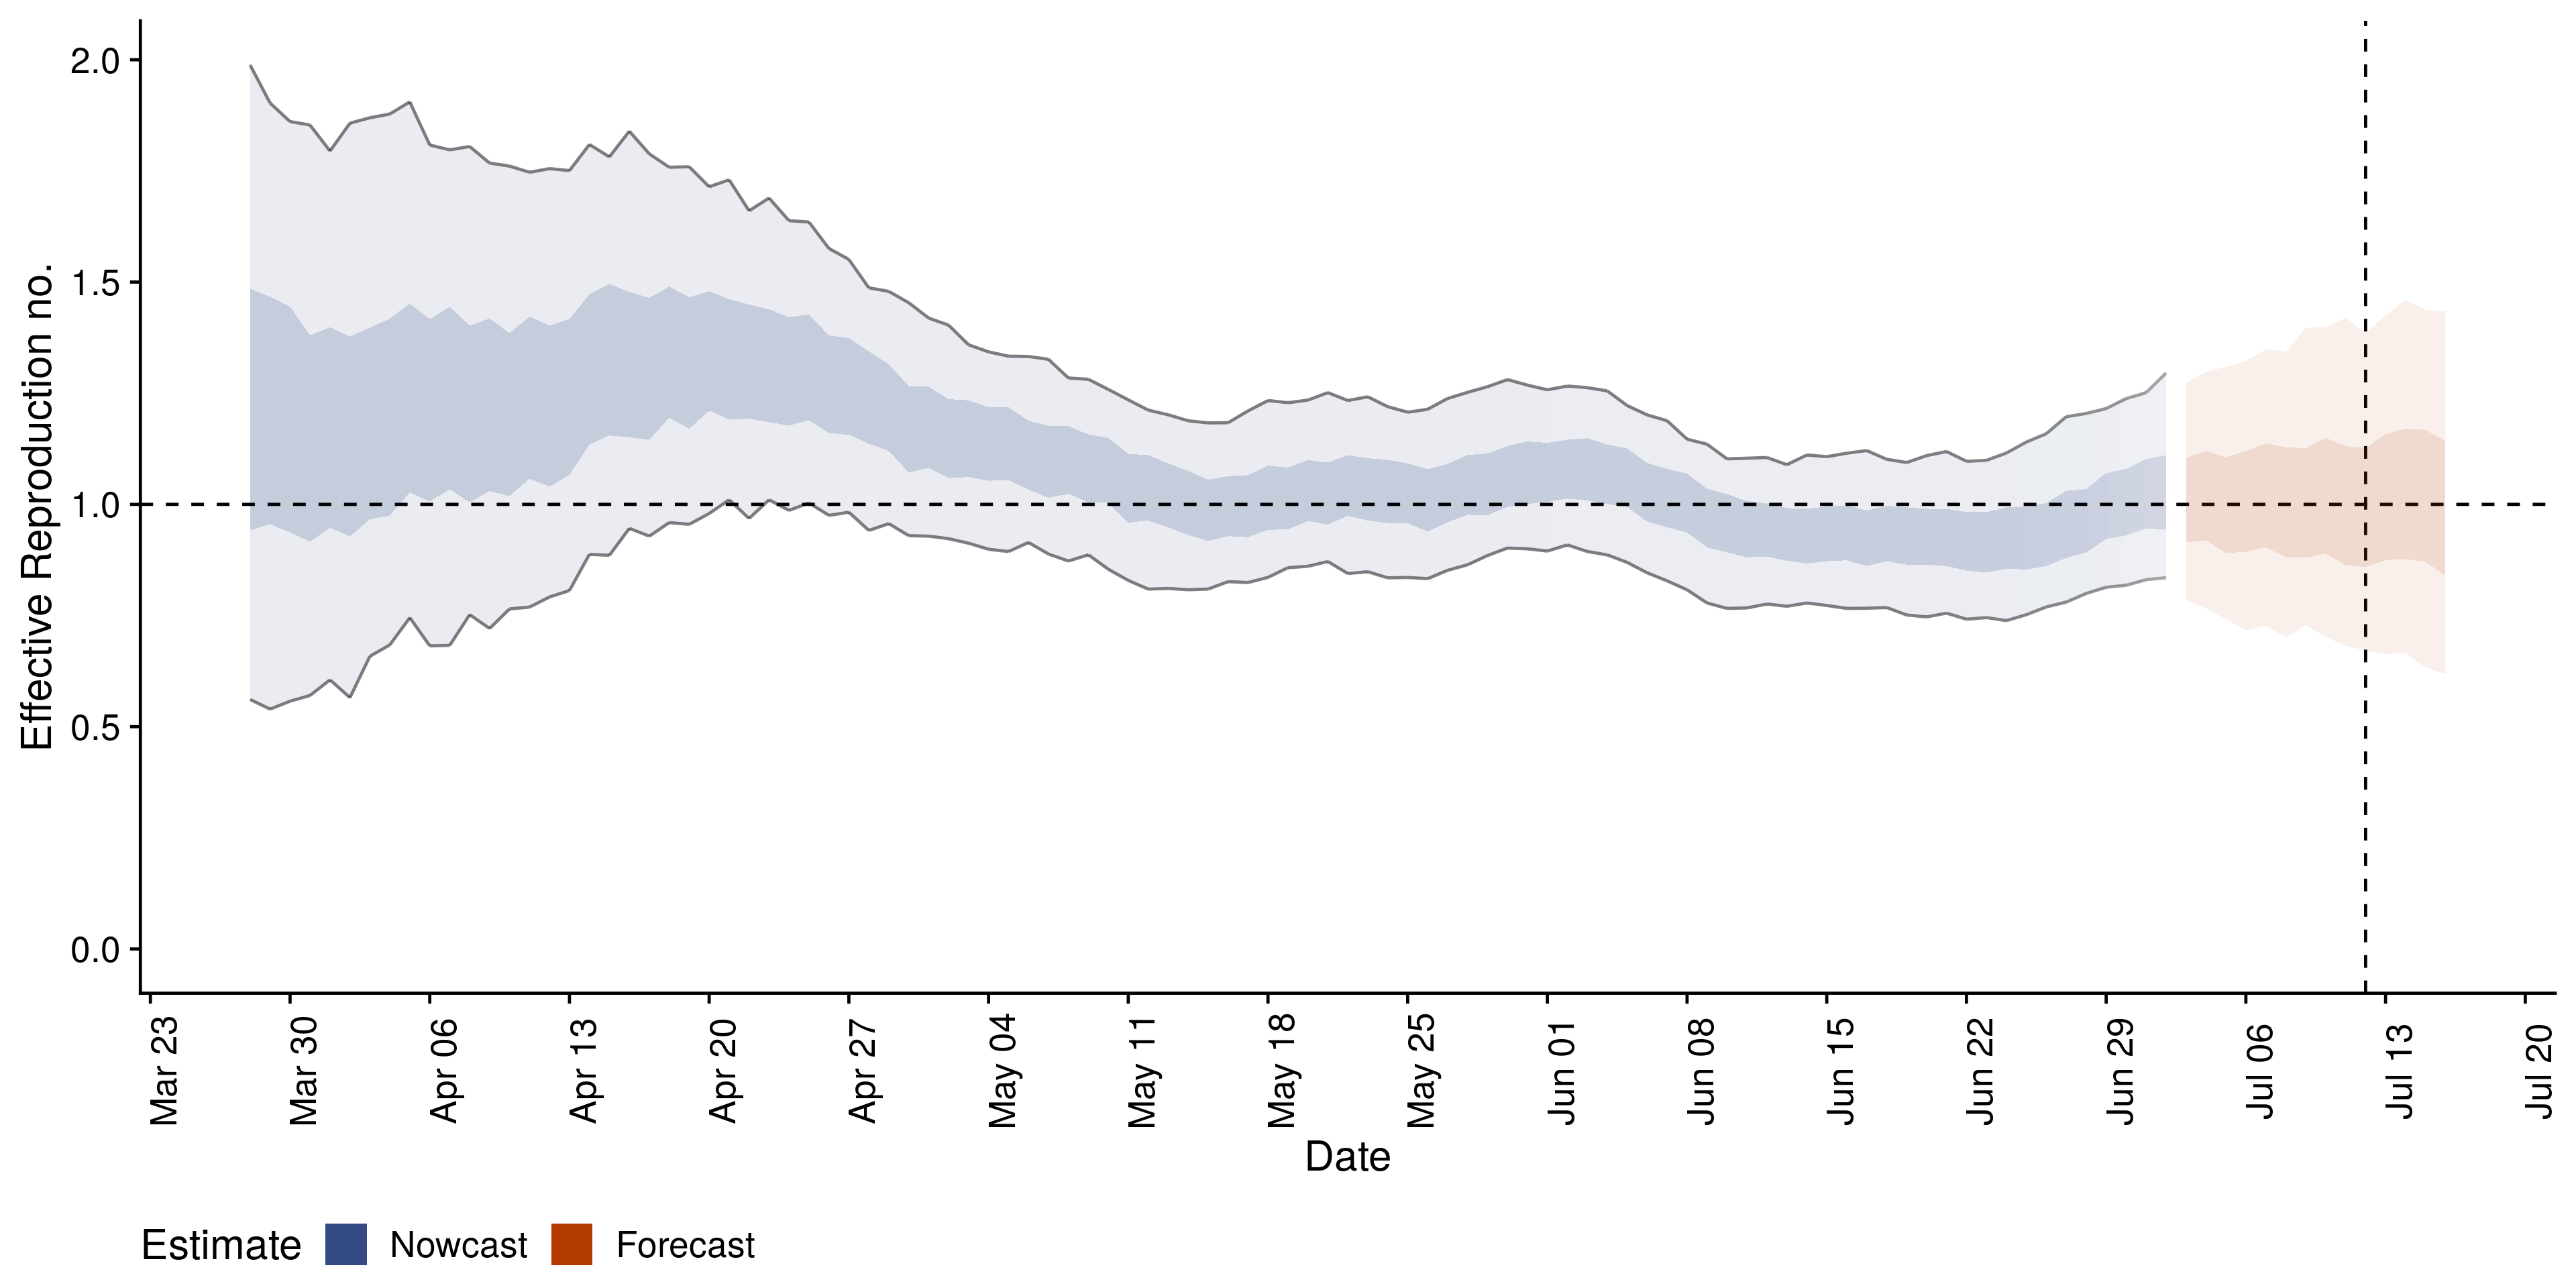 Effective Reproduction no.
2.0
1.5
1.0
0.5
0.0
Mar 23
Mar 30
Apr 06
Apr 13
Apr 20
Apr 27
May 04
May 11
May 18
May 25
Jun 01
Jun 08
Jun 15
Jun 22
Jun 29
Jul 06
Jul 13
Jul 20
Date
Estimate Nowcast Forecast